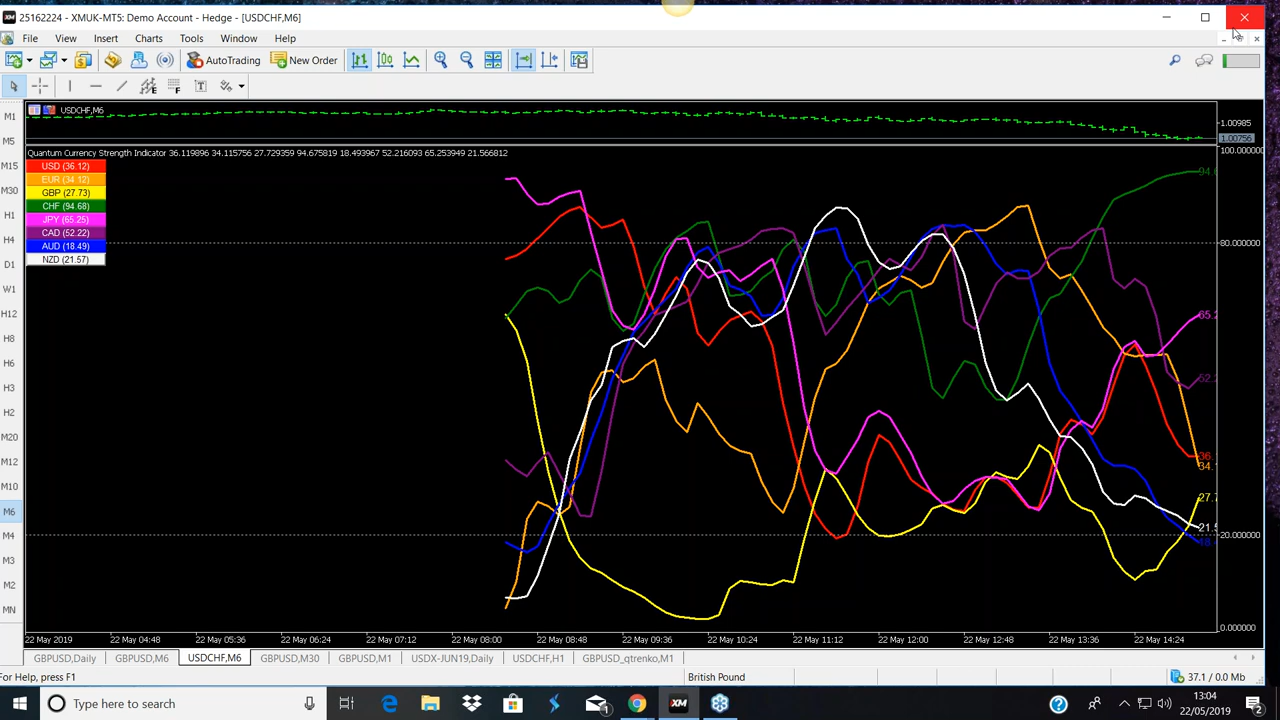 25162224 - XMUK-MT5: Demo Account - Hedge - [USDCHF,M6]
File View Insert Charts Tools Window Help
AutoTrading New Order
M1
M5
M15
M30
H1
H4
D1
W1
H12
H8
H6
H3
H2
M20
M12
M10
M6
M4
M3
M2
MN
USDCHF,M6
1.00985
1.00756
Quantum Currency Strength Indicator 36.119896 34.115756 27.729359 94.675819 18.493967 52.216093 65.253949 21.566812
100.000000
USD (36.12)
EUR (34.12)
GBP (27.73)
CHF (94.68)
JPY (65.25)
CAD (52.22)
AUD (18.49)
NZD (21.57)
80.000000
20.000000
0.000000
22 May 2019 22 May 04:48 22 May 05:36 22 May 06:24 22 May 07:12 22 May 08:00 22 May 08:48 22 May 09:36 22 May 10:24 22 May 11:12 22 May 12:00 22 May 12:48 22 May 13:36 22 May 14:24
GBPUSD,Daily GBPUSD,M6 USDCHF,M6 GBPUSD,M30 GBPUSD,M1 USDX-JUN19,Daily USDCHF,H1 GBPUSD_qtrenko,M1
For Help, press F1 British Pound 37.1 / 0.0 Mb
Type here to search
XM
13:04
22/05/2019